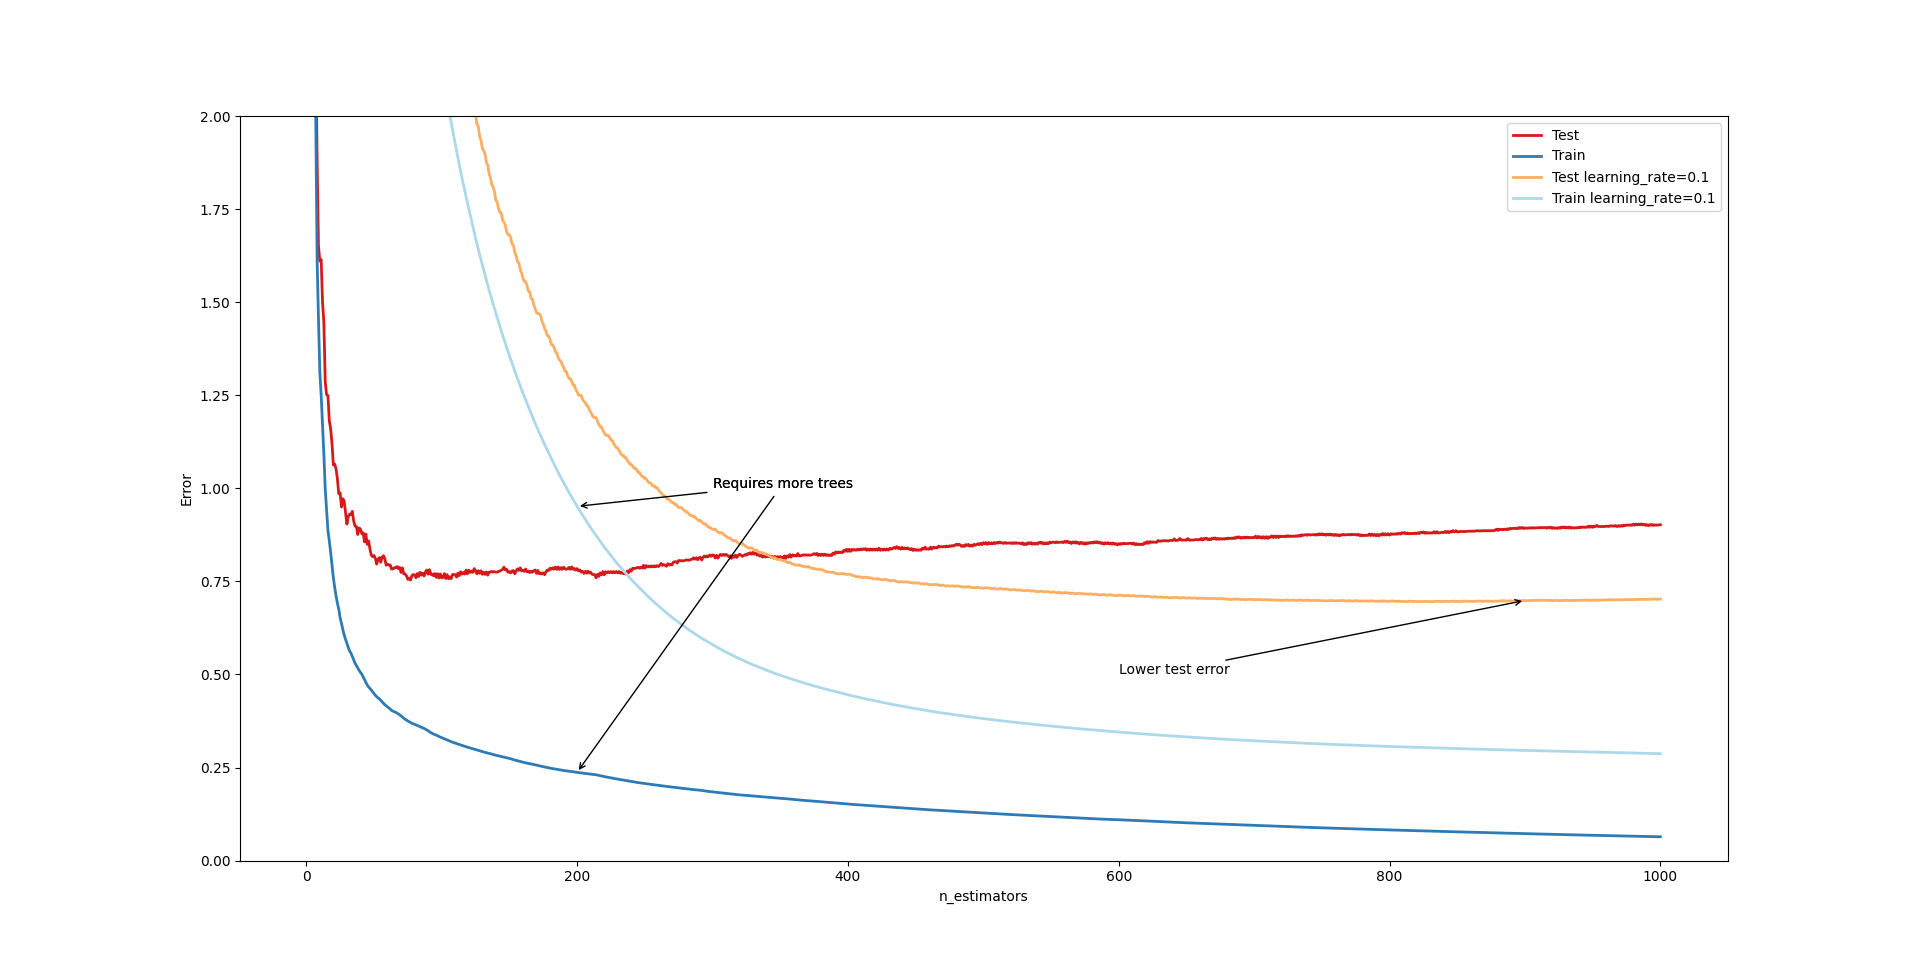 2.00
1.75
1.50
1.25
1.00
0.75
0.50
0.25
0.00
Error
0
200
400
600
800
1000
n_estimators
Test
Train
Test learning_rate=0.1
Train learning_rate=0.1
Requires more trees
Lower test error